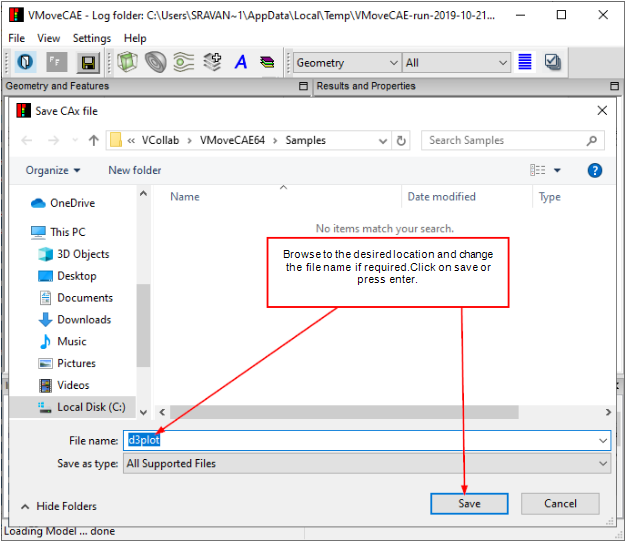 VMoveCAE - Log folder: C:\Users\SRAVAN~1\AppData\Local\Temp\VMoveCAE-run-2019-10-21...
File View Settings Help
Geometry All
Geometry and Features Results and Properties
Save CAx file
« VCollab > VMoveCAE64 > Samples Search Samples
Organize New folder
Name Date modified Type
No items match your search.
OneDrive
This PC
3D Objects
Desktop
Documents
Downloads
Music
Pictures
Videos
Local Disk (C:)
Browse to the desired location and change
the file name if required.Click on save or
press enter.
File name: d3plot
Save as type: All Supported Files
Hide Folders Save Cancel
Loading Model ... done